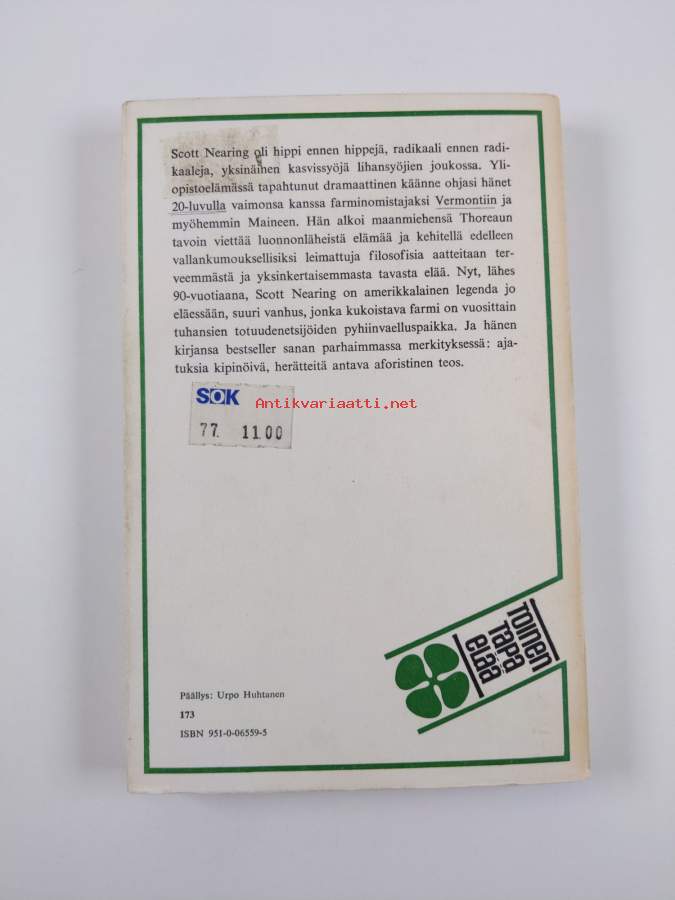 Scott Nearing oli hippi ennen hippejä, radikaali ennen radi-
kaaleja, yksinäinen kasvissyöjä lihansyöjien joukossa. Yli-
opistoelämässä tapahtunut dramaattinen käänne ohjasi hänet
20-luvulla vaimonsa kanssa farminomistajaksi Vermontiin ja
myöhemmin Maineen. Hän alkoi maanmiehensä Thoreaun
tavoin viettää luonnonläheistä elämää ja kehitellä edelleen
vallankumouksellisiksi leimattuja filosofisia aatteitaan ter-
veemmästä ja yksinkertaisemmasta tavasta elää. Nyt, lähes
90-vuotiaana, Scott Nearing on amerikkalainen legenda jo
eläessään, suuri vanhus, jonka kukoistava farmi on vuosittain
tuhansien totuudenetsijöiden pyhiinvaelluspaikka. Ja hänen
kirjansa bestseller sanan parhaimmassa merkityksessä: aja-
tuksia kipinöivä, herätteitä antava aforistinen teos.
SOK
Antikvariaatti.net
77. 11.00
Toinen
Tapa
elää
Päällys: Urpo Huhtanen
173
ISBN 951-0-06559-5